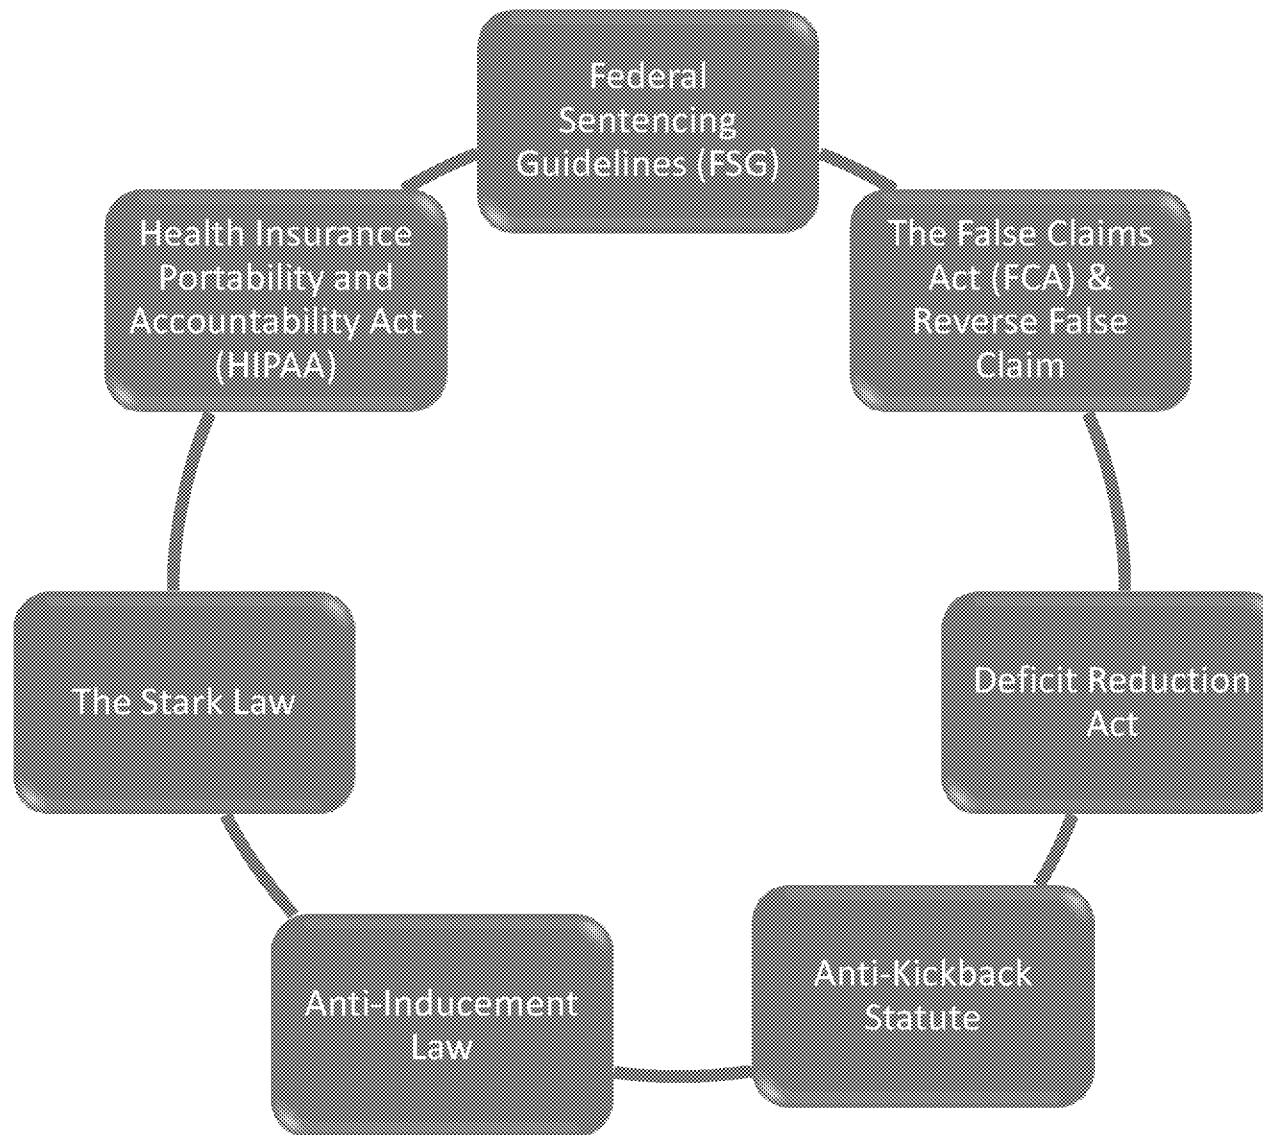 Federal
Sentencing
Guidelines (FSG)
The False Claims
Act (FCA) &
Reverse False
Claim
Deficit Reduction
Act
Anti-Kickback
Statute
Anti-Inducement
Law
The Stark Law
Health Insurance
Portability and
Accountability Act
(HIPAA)